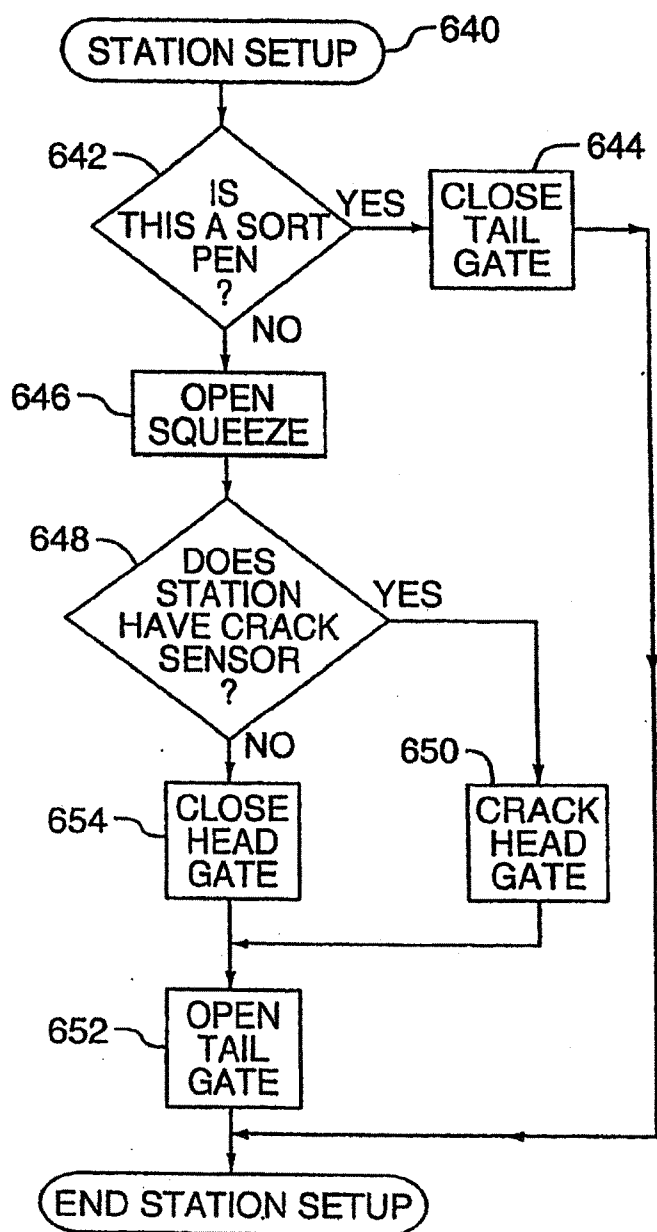 STATION SETUP
640
642
IS
THIS A SORT
PEN
?
YES
644
CLOSE
TAIL
GATE
NO
646
OPEN
SQUEEZE
648
DOES
STATION
HAVE CRACK
SENSOR
?
YES
NO
650
654
CLOSE
HEAD
GATE
CRACK
HEAD
GATE
652
OPEN
TAIL
GATE
END STATION SETUP